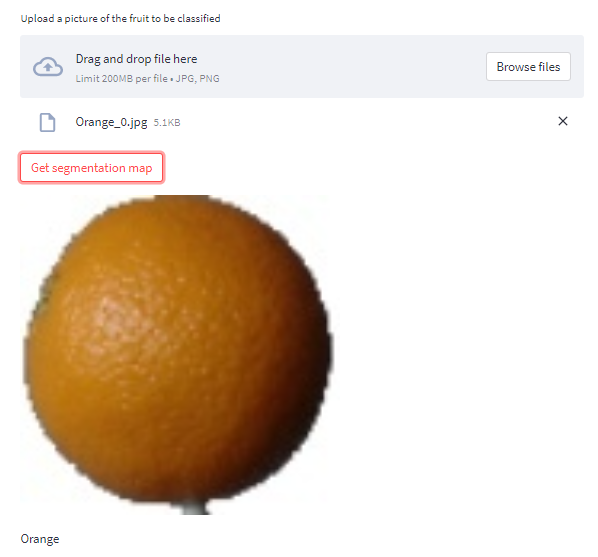 Upload a picture of the fruit to be classified
Drag and drop file here
Limit 200MB per file • JPG, PNG
Browse files
Orange_0.jpg 5.1KB
Get segmentation map
Orange